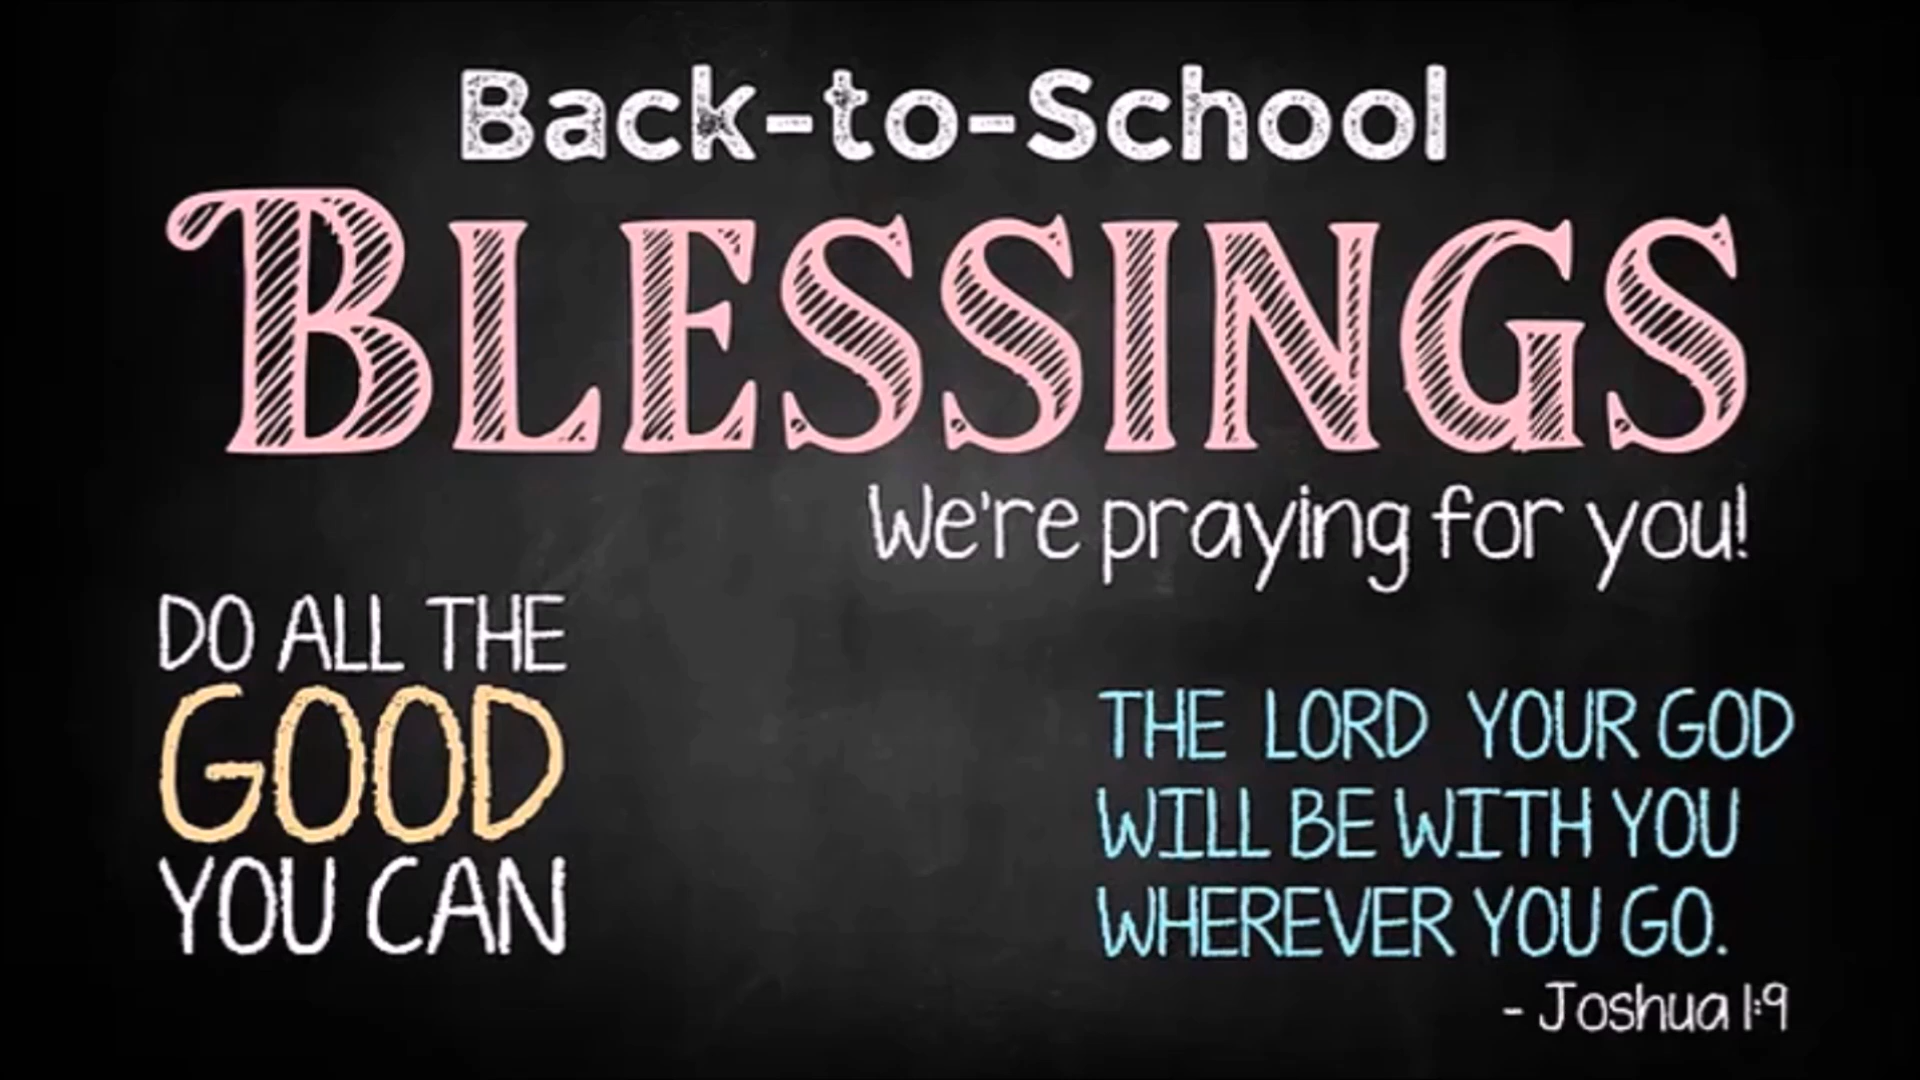 Back-to-School
BLESSINGS
We're praying for you!
DO ALL THE
GOOD
YOU CAN
THE LORD YOUR GOD
WILL BE WITH YOU
WHEREVER YOU GO.
- Joshua 1:9